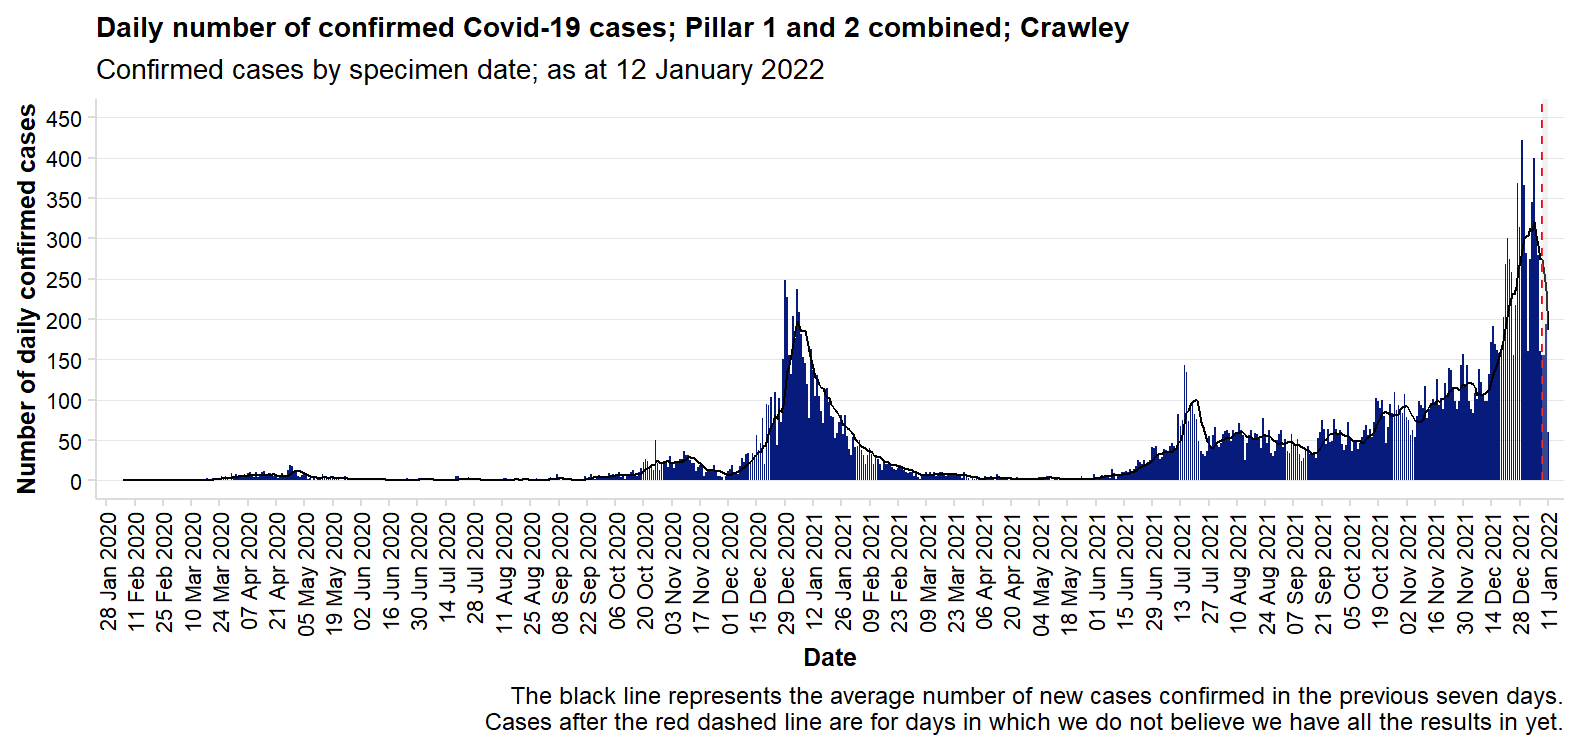 Daily number of confirmed Covid-19 cases; Pillar 1 and 2 combined; Crawley
Confirmed cases by specimen date; as at 12 January 2022
Number of daily confirmed cases
450
400
350
300
250
200
150
100
50
0
28 Jan 2020
11 Feb 2020
25 Feb 2020
10 Mar 2020
24 Mar 2020
07 Apr 2020
21 Apr 2020
05 May 2020
19 May 2020
02 Jun 2020
16 Jun 2020
30 Jun 2020
14 Jul 2020
28 Jul 2020
11 Aug 2020
25 Aug 2020
08 Sep 2020
22 Sep 2020
06 Oct 2020
20 Oct 2020
03 Nov 2020
17 Nov 2020
01 Dec 2020
15 Dec 2020
29 Dec 2020
12 Jan 2021
26 Jan 2021
09 Feb 2021
23 Feb 2021
09 Mar 2021
23 Mar 2021
06 Apr 2021
20 Apr 2021
04 May 2021
18 May 2021
01 Jun 2021
15 Jun 2021
29 Jun 2021
13 Jul 2021
27 Jul 2021
10 Aug 2021
24 Aug 2021
07 Sep 2021
21 Sep 2021
05 Oct 2021
19 Oct 2021
02 Nov 2021
16 Nov 2021
30 Nov 2021
14 Dec 2021
28 Dec 2021
11 Jan 2022
Date
The black line represents the average number of new cases confirmed in the previous seven days.
Cases after the red dashed line are for days in which we do not believe we have all the results in yet.